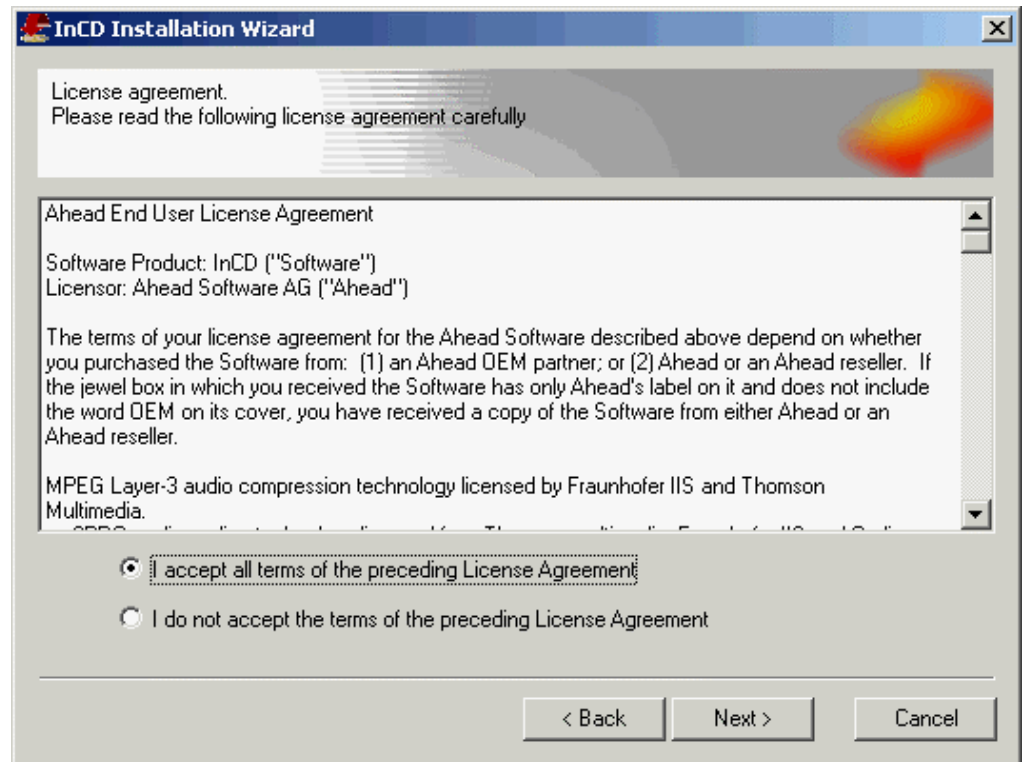 InCD Installation Wizard
License agreement.
Please read the following license agreement carefully
Ahead End User License Agreement
Software Product: InCD ("Software")
Licensor: Ahead Software AG ("Ahead")
The terms of your license agreement for the Ahead Software described above depend on whether
you purchased the Software from:  (1) an Ahead OEM partner; or (2) Ahead or an Ahead reseller.  If
the jewel box in which you received the Software has only Ahead's label on it and does not include
the word OEM on its cover, you have received a copy of the Software from either Ahead or an
Ahead reseller.
MPEG Layer-3 audio compression technology licensed by Fraunhofer IIS and Thomson
Multimedia.
I accept all terms of the preceding License Agreement
I do not accept the terms of the preceding License Agreement
< Back
Next >
Cancel